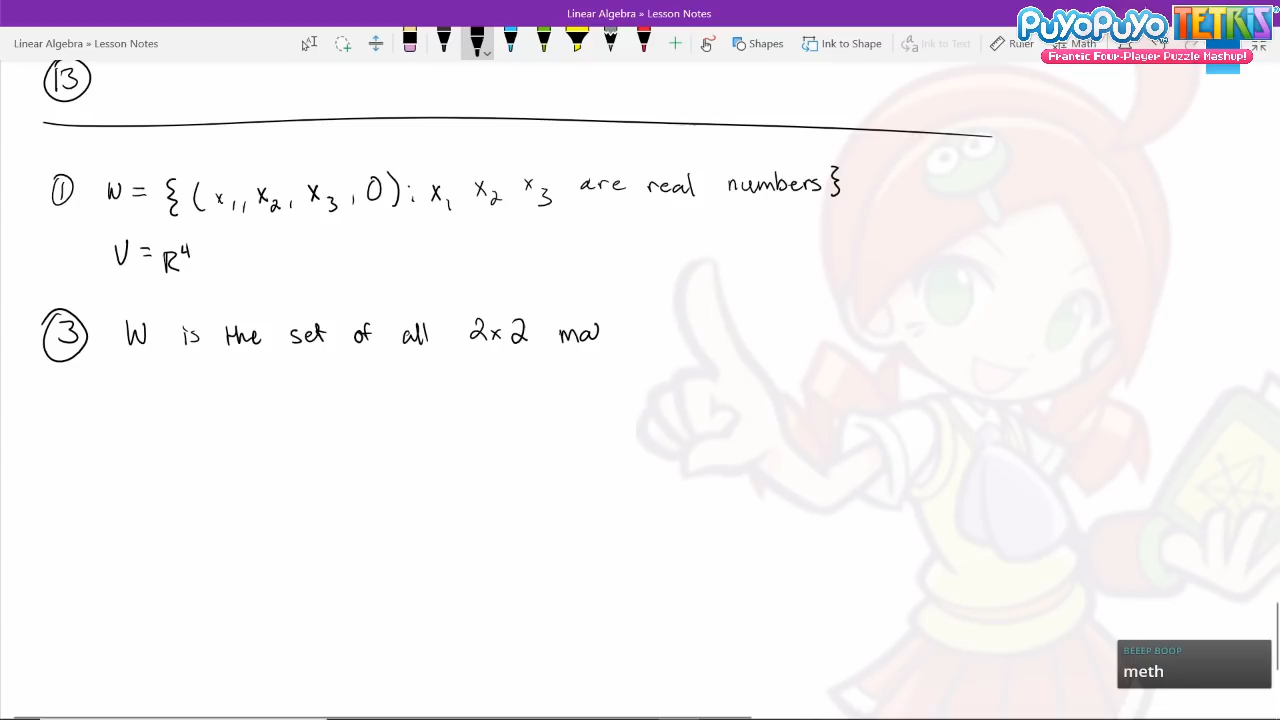 Linear Algebra » Lesson Notes
PUYOPUYO TETRIS
Linear Algebra » Lesson Notes
Shapes
Ink to Shape
Ink to Text
Ruler
Math
Frantic Four-Player Puzzle Mashup!
13
① W = { (x₁, x₂, x₃, 0) : x₁ x₂ x₃ are real numbers }
V = R⁴
③ W is the set of all 2x2 ma
BEEEP BOOP
meth